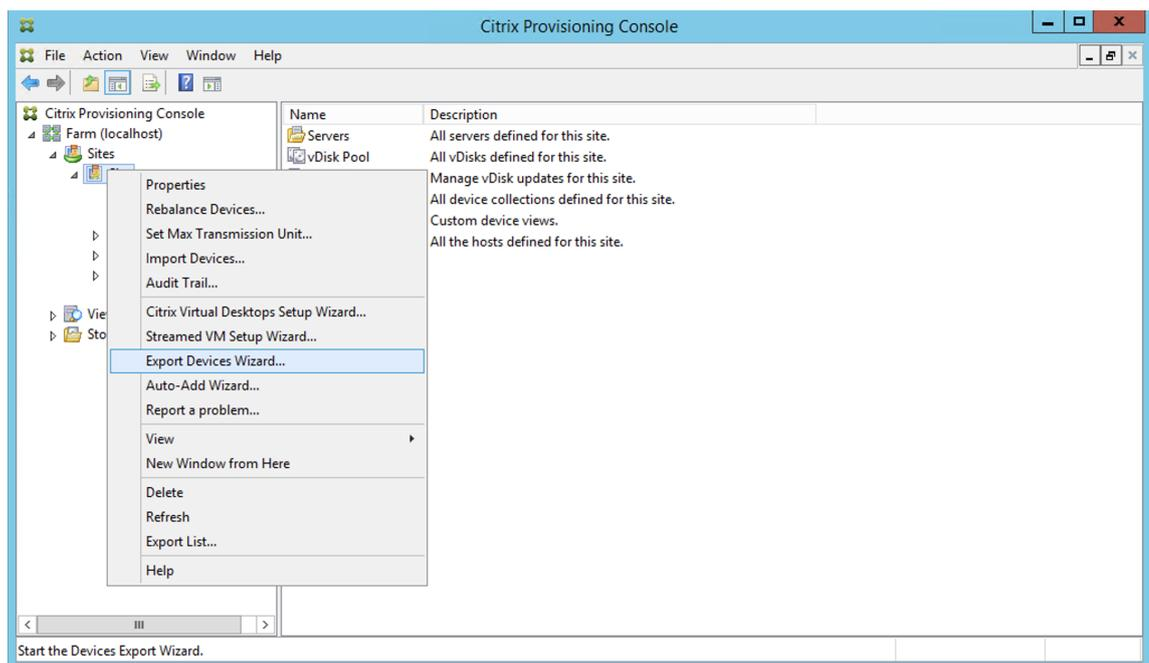 Citrix Provisioning Console
File Action View Window Help
Citrix Provisioning Console
Farm (localhost)
Sites
Name Description
Servers All servers defined for this site.
vDisk Pool All vDisks defined for this site.
Manage vDisk updates for this site.
All device collections defined for this site.
Custom device views.
All the hosts defined for this site.
Vie
Sto
Properties
Rebalance Devices...
Set Max Transmission Unit...
Import Devices...
Audit Trail...
Citrix Virtual Desktops Setup Wizard...
Streamed VM Setup Wizard...
Export Devices Wizard...
Auto-Add Wizard...
Report a problem...
View
New Window from Here
Delete
Refresh
Export List...
Help
Start the Devices Export Wizard.